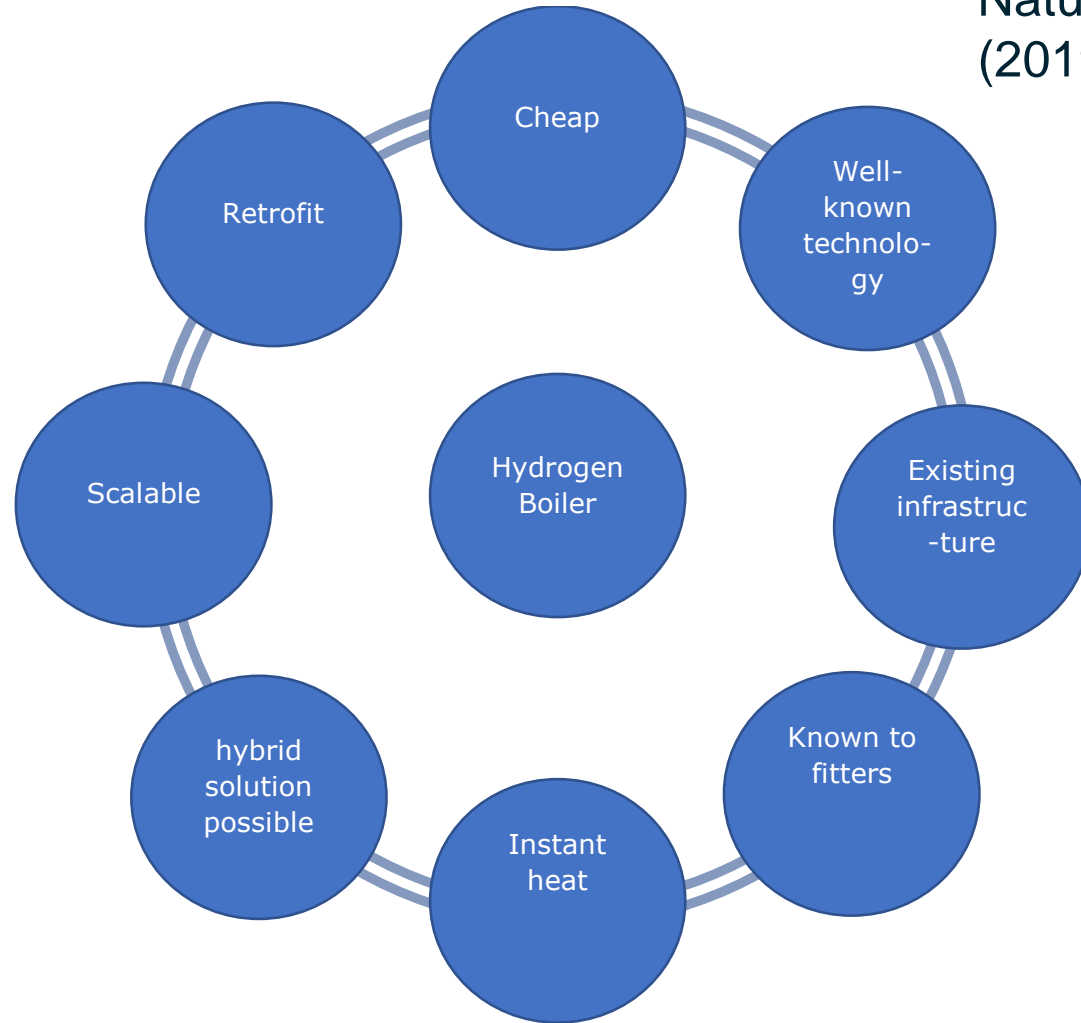 Cheap
Well-
known
technolo-
gy
Existing
infrastruc
-ture
Known to
fitters
Instant
heat
hybrid
solution
possible
Scalable
Retrofit
Hydrogen
Boiler